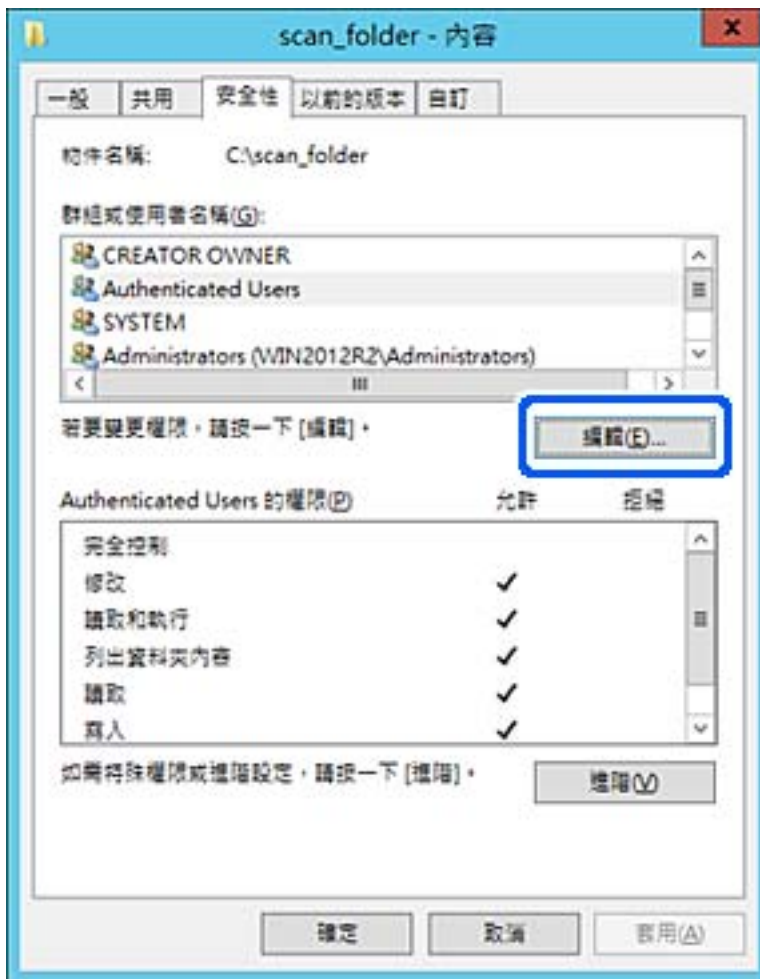 scan_folder - 內容
一般 共用 安全性 以前的版本 自訂
物件名稱: C:\scan_folder
群組或使用者名稱(G):
CREATOR OWNER
Authenticated Users
SYSTEM
Administrators (WIN2012R2\Administrators)
若要變更權限，請按一下 [編輯]。 編輯(E)...
Authenticated Users 的權限(P) 允許 拒絕
完全控制
修改
讀取和執行
列出資料夾內容
讀取
寫入
如需特殊權限或進階設定，請按一下 [進階]。 進階(V)
確定 取消 套用(A)